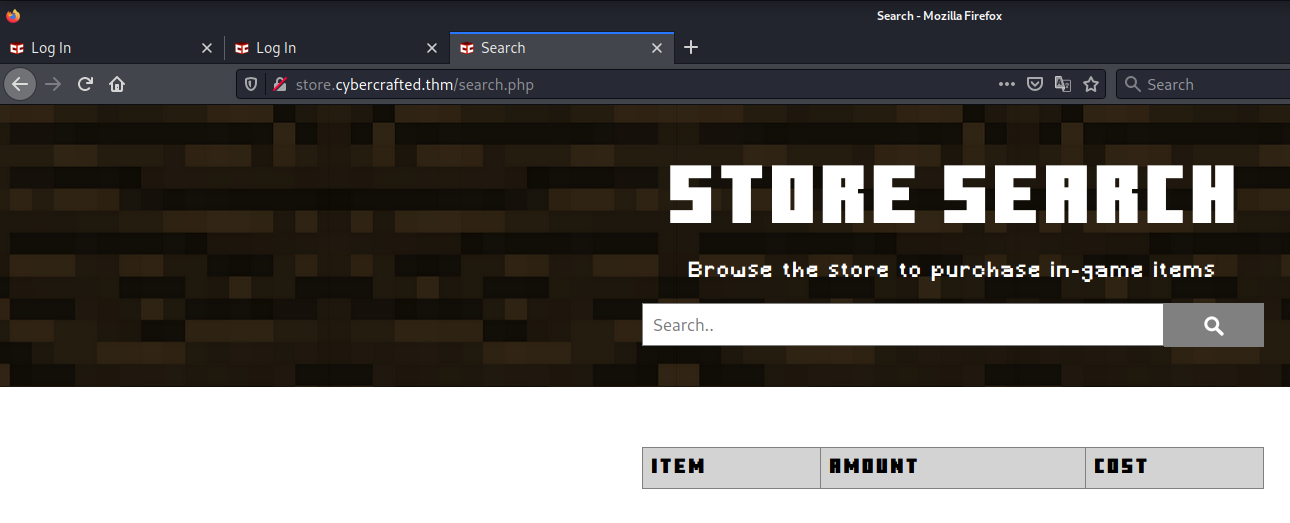 Search - Mozilla Firefox
Log In
Log In
Search
store.cybercrafted.thm/search.php
Search
STORE SEARCH
Browse the store to purchase in-game items
Search..
ITEM AMOUNT COST